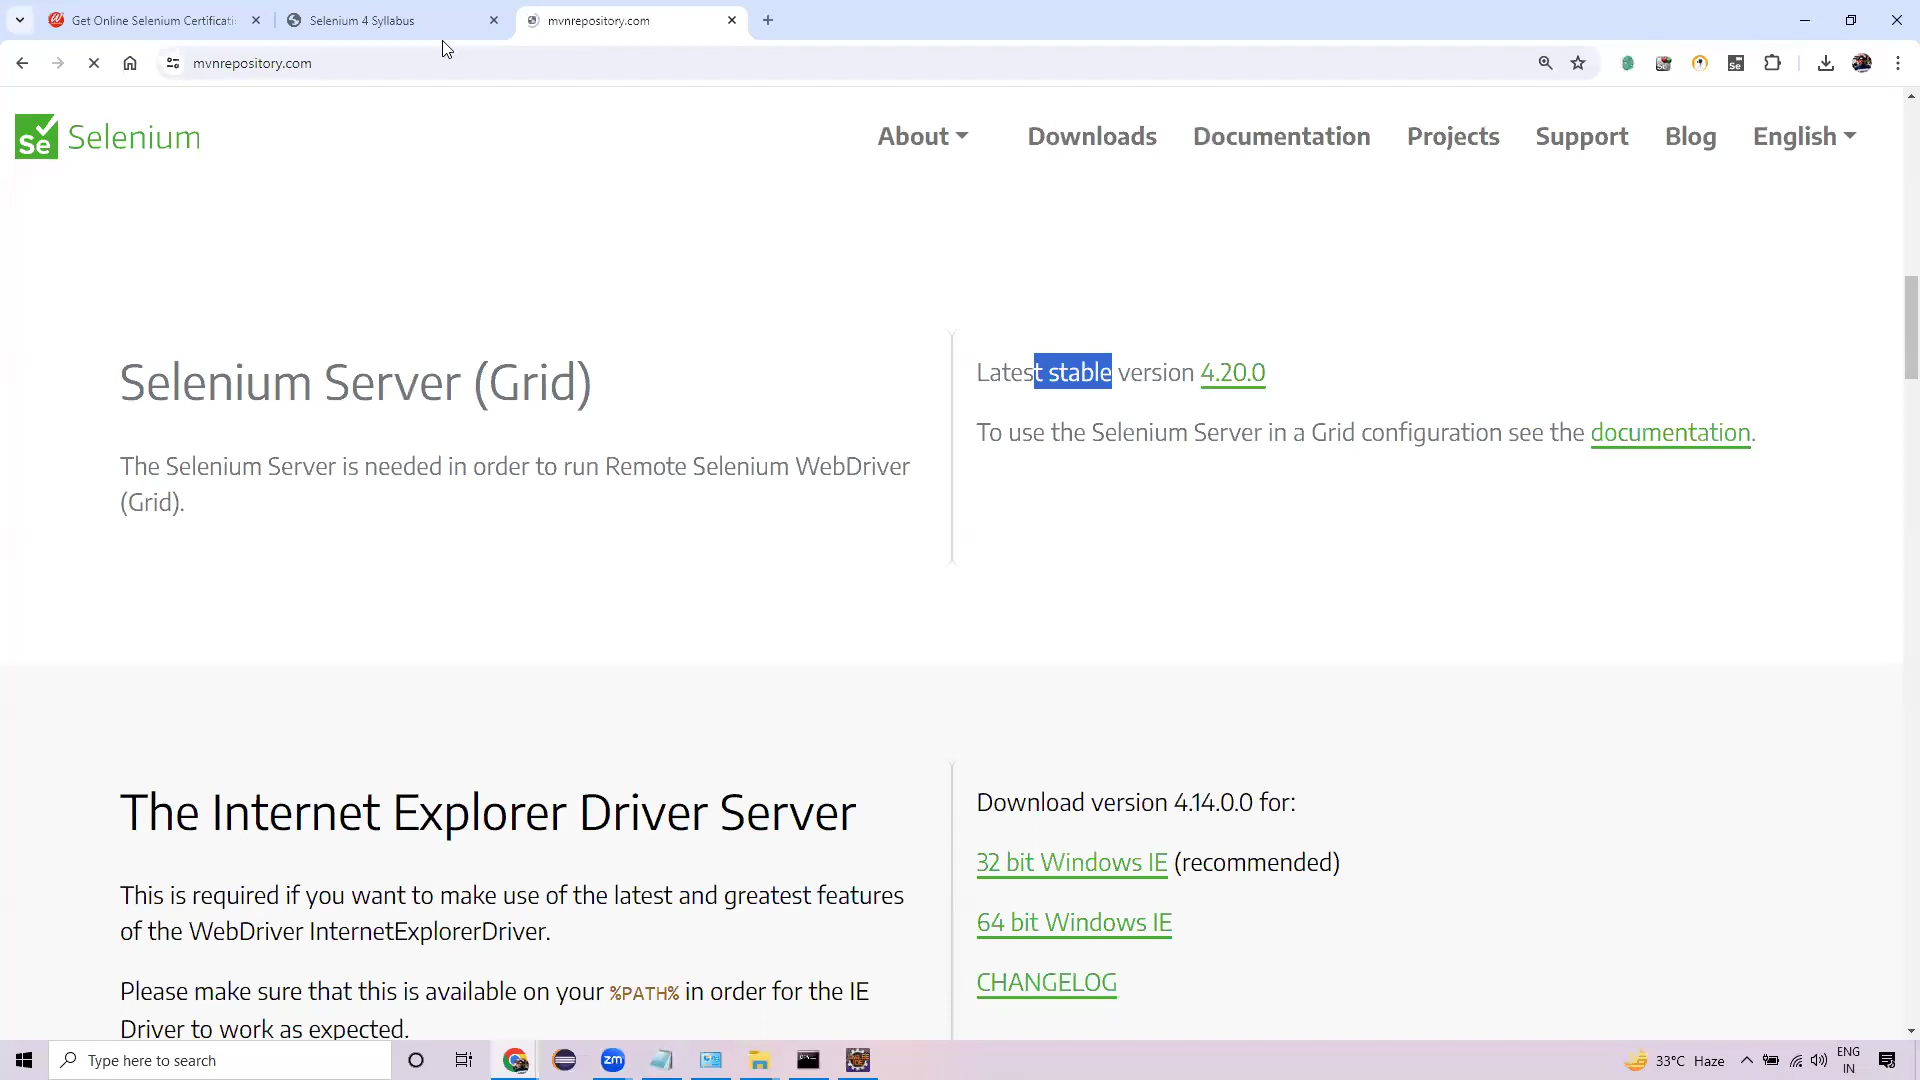 Get Online Selenium Certificati
Selenium 4 Syllabus
mvnrepository.com
mvnrepository.com
Se Selenium
About
Downloads
Documentation
Projects
Support
Blog
English
Selenium Server (Grid)
The Selenium Server is needed in order to run Remote Selenium WebDriver
(Grid).
Latest stable version 4.20.0
To use the Selenium Server in a Grid configuration see the documentation.
The Internet Explorer Driver Server
This is required if you want to make use of the latest and greatest features
of the WebDriver InternetExplorerDriver.
Please make sure that this is available on your %PATH% in order for the IE
Driver to work as expected.
Download version 4.14.0.0 for:
32 bit Windows IE (recommended)
64 bit Windows IE
CHANGELOG
Type here to search
zm
33°C Haze
ENG
IN